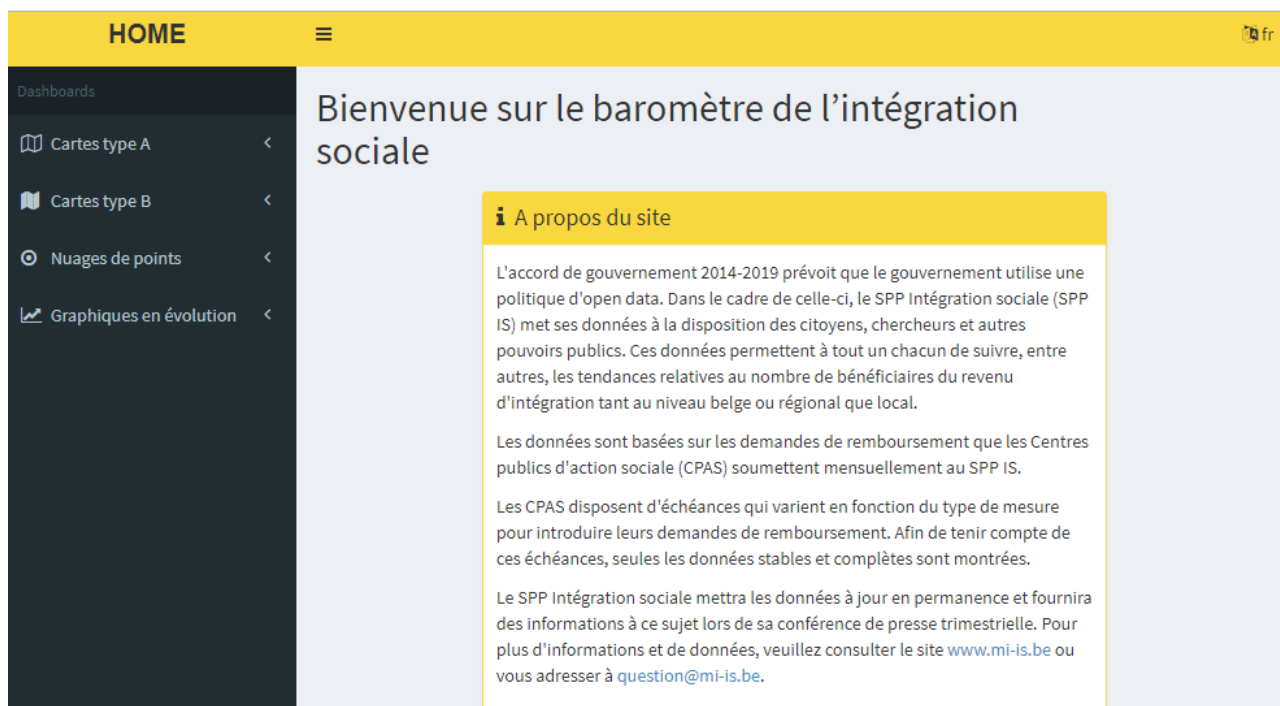 HOME
fr
Dashboards
Cartes type A
Cartes type B
Nuages de points
Graphiques en évolution
Bienvenue sur le baromètre de l’intégration
sociale
A propos du site
L'accord de gouvernement 2014-2019 prévoit que le gouvernement utilise une
politique d'open data. Dans le cadre de celle-ci, le SPP Intégration sociale (SPP
IS) met ses données à la disposition des citoyens, chercheurs et autres
pouvoirs publics. Ces données permettent à tout un chacun de suivre, entre
autres, les tendances relatives au nombre de bénéficiaires du revenu
d'intégration tant au niveau belge ou régional que local.
Les données sont basées sur les demandes de remboursement que les Centres
publics d'action sociale (CPAS) soumettent mensuellement au SPP IS.
Les CPAS disposent d'échéances qui varient en fonction du type de mesure
pour introduire leurs demandes de remboursement. Afin de tenir compte de
ces échéances, seules les données stables et complètes sont montrées.
Le SPP Intégration sociale mettra les données à jour en permanence et fournira
des informations à ce sujet lors de sa conférence de presse trimestrielle. Pour
plus d'informations et de données, veuillez consulter le site www.mi-is.be ou
vous adresser à question@mi-is.be.